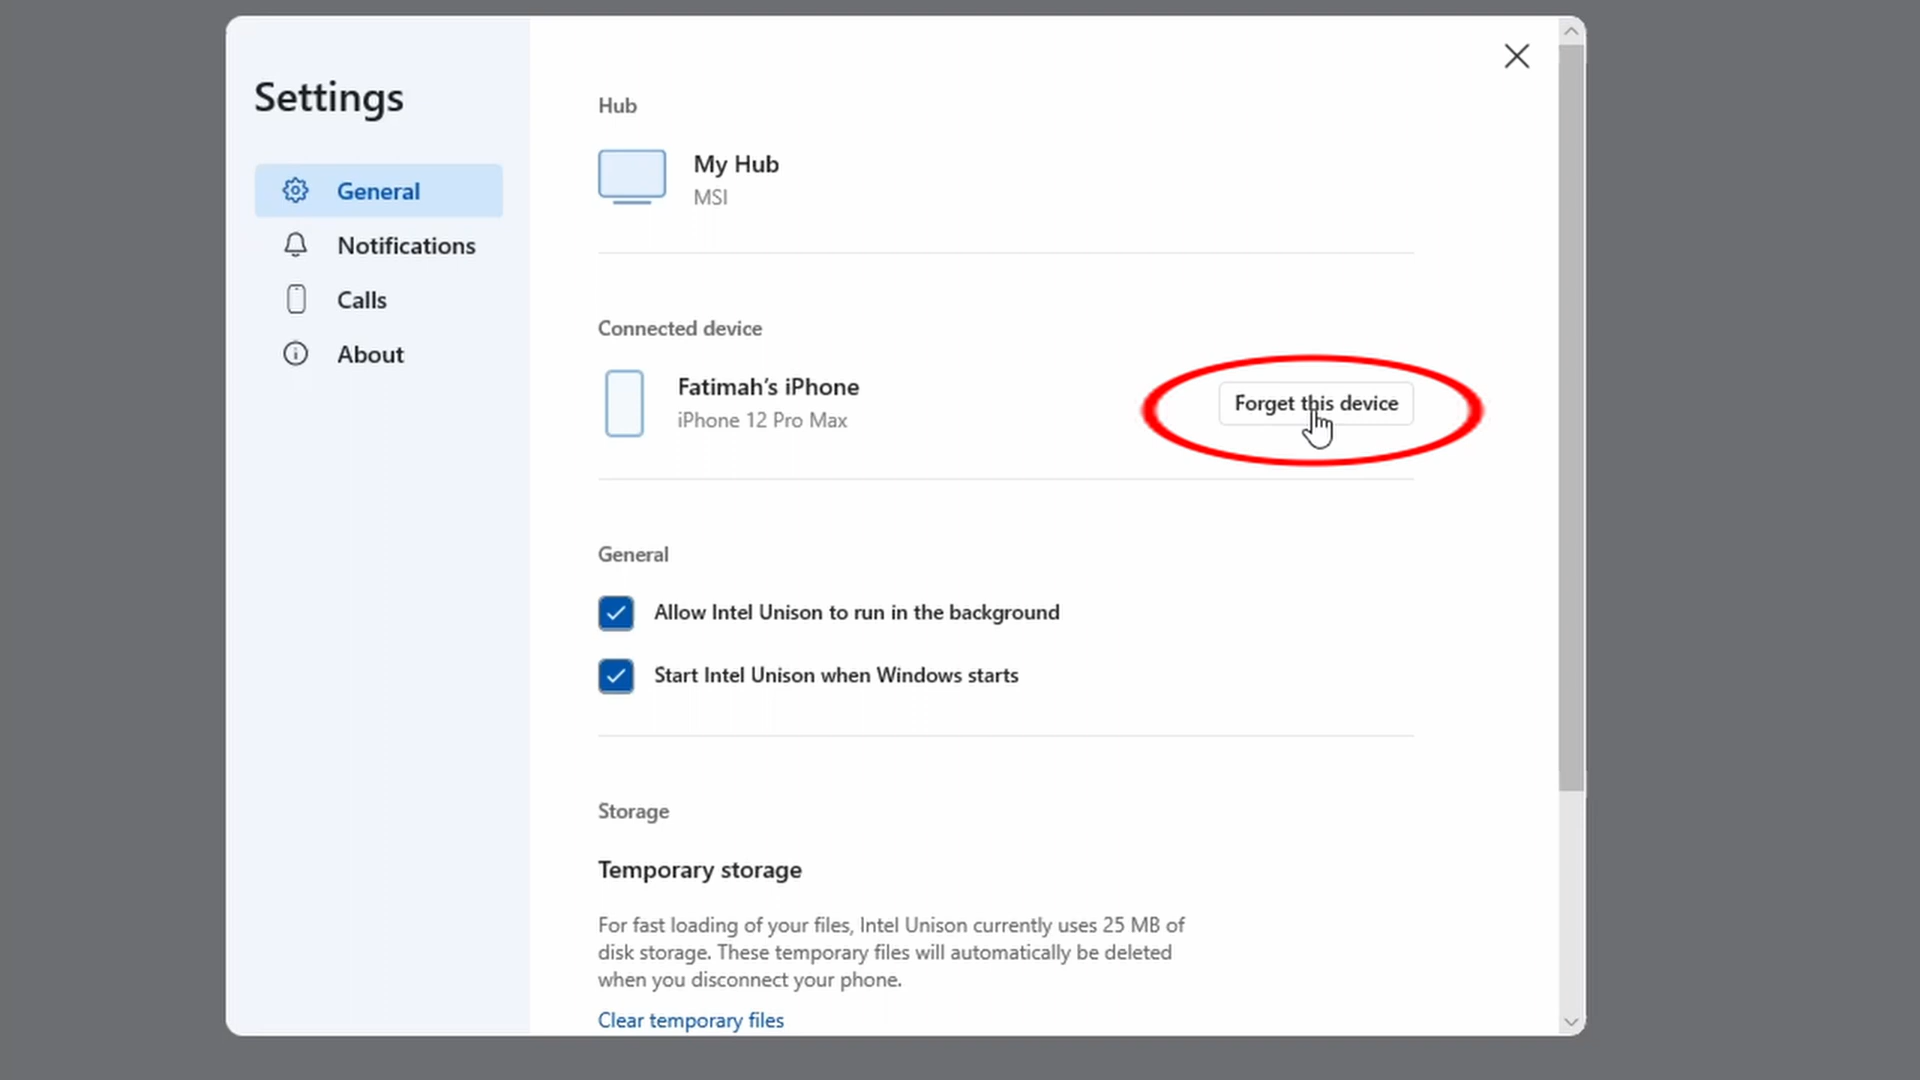 Settings
General
Notifications
Calls
About
Hub
My Hub
MSI
Connected device
Fatimah’s iPhone
iPhone 12 Pro Max
Forget this device
General
Allow Intel Unison to run in the background
Start Intel Unison when Windows starts
Storage
Temporary storage
For fast loading of your files, Intel Unison currently uses 25 MB of
disk storage. These temporary files will automatically be deleted
when you disconnect your phone.
Clear temporary files